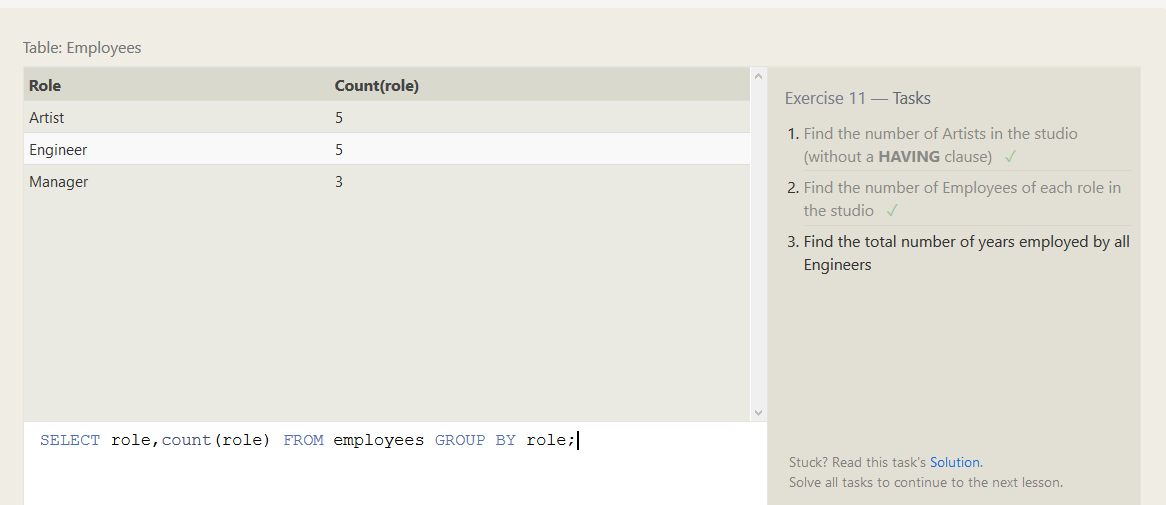 Table: Employees
Role Count(role)
Artist 5
Engineer 5
Manager 3
SELECT role,count(role) FROM employees GROUP BY role;
Exercise 11 — Tasks
1. Find the number of Artists in the studio
(without a HAVING clause) ✓
2. Find the number of Employees of each role in
the studio ✓
3. Find the total number of years employed by all
Engineers
Stuck? Read this task's Solution.
Solve all tasks to continue to the next lesson.